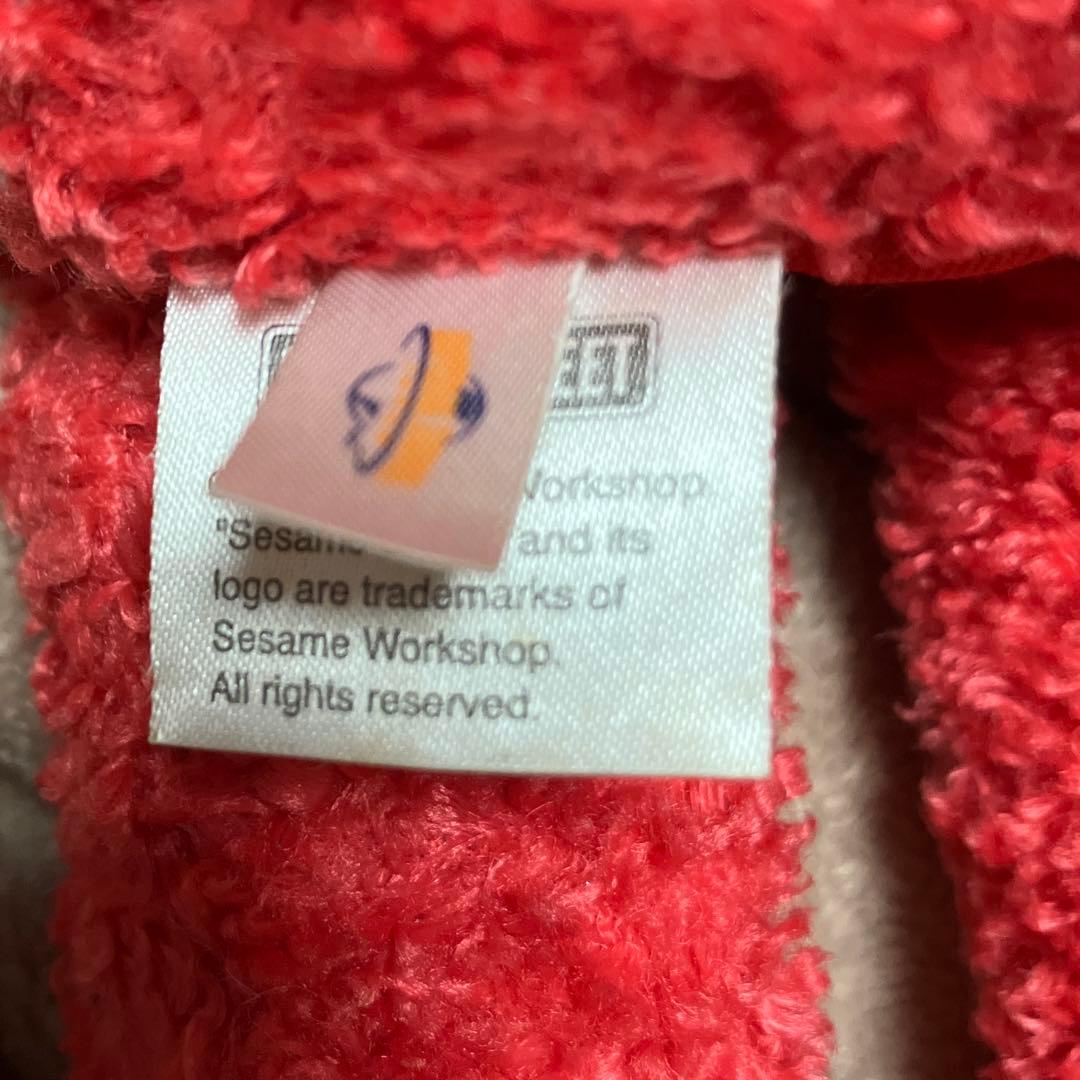 EET
Workshop
"Sesame and its
logo are trademarks of
Sesame Workshop.
All rights reserved.